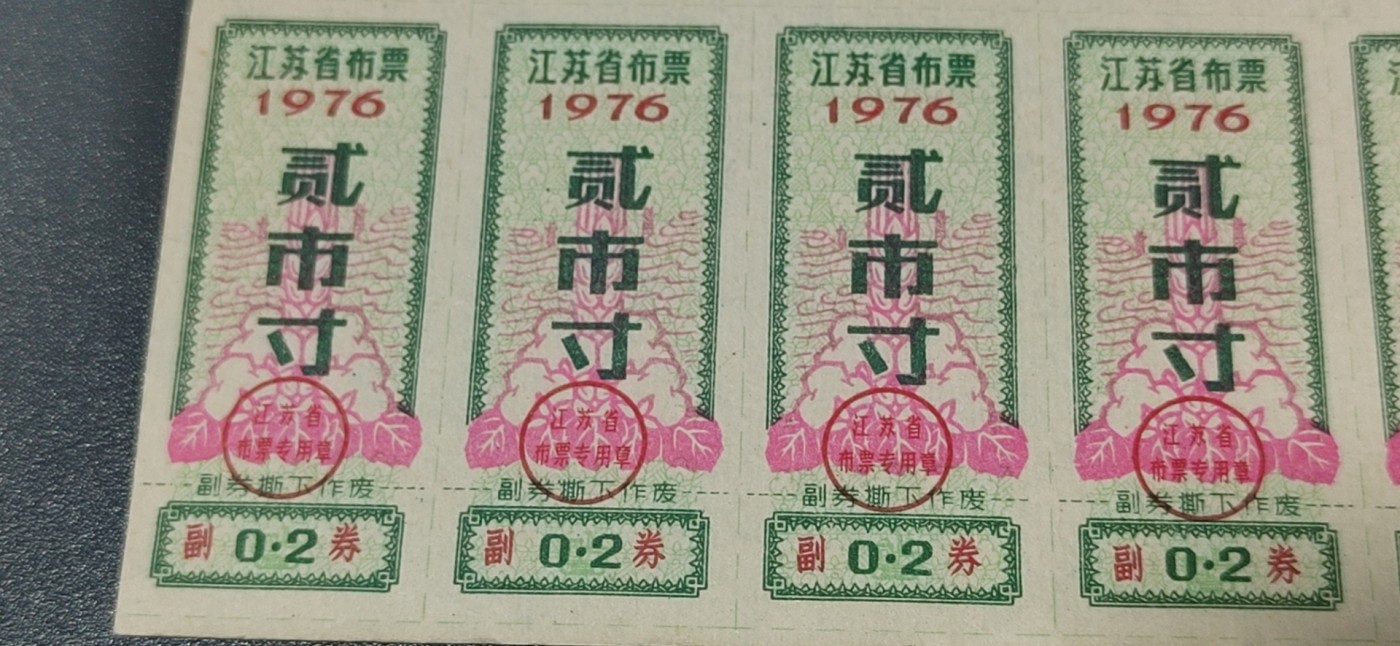 江苏省布票
1976
贰市寸
江苏省
布票专用章
副券撕下作废
副 0·2 券
江苏省布票
1976
贰市寸
江苏省
布票专用章
副券撕下作废
副 0·2 券
江苏省布票
1976
贰市寸
江苏省
布票专用章
副券撕下作废
副 0·2 券
江苏省布票
1976
贰市寸
江苏省
布票专用章
副券撕下作废
副 0·2 券